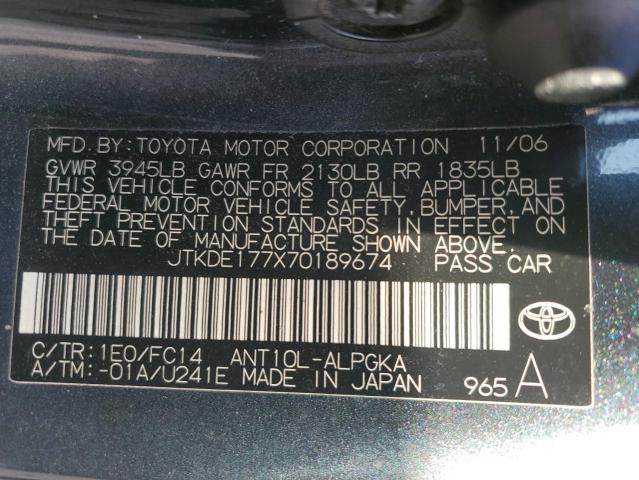 MFD.BY:TOYOTA MOTOR CORPORATION 11/06
GVWR 3945LB GAWR FR 2130LB RR 1835LB
THIS VEHICLE CONFORMS TO ALL APPLICABLE
FEDERAL MOTOR VEHICLE SAFETY,BUMPER,AND
THEFT PREVENTION STANDARDS IN EFFECT ON
THE DATE OF MANUFACTURE SHOWN ABOVE.
JTKDE177X70189674 PASS CAR
C/TR:1E0/FC14 ANT10L-ALPGKA
A/TM:-01A/U241E MADE IN JAPAN 965 A